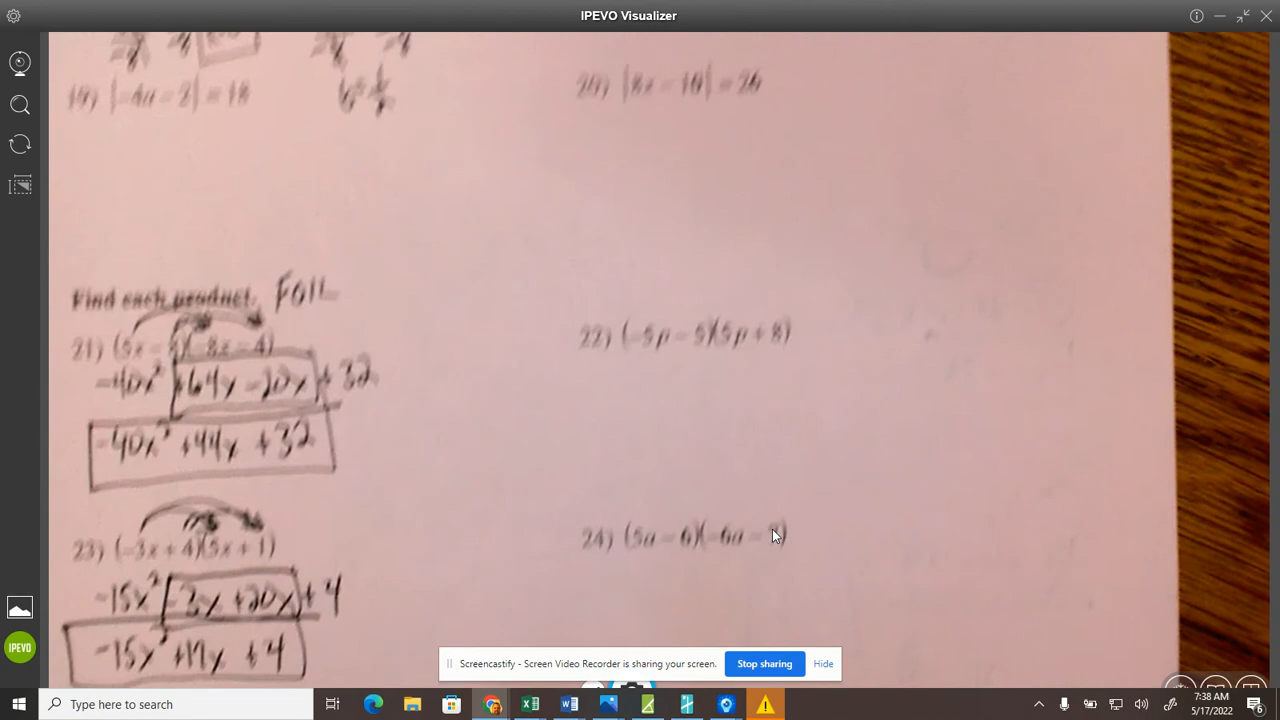 IPEVO Visualizer
19) |-4a - 2| = 18
20) |8x - 10| = 26
Find each product. FOIL
21) (5x - 8)(-8x - 4)
-40x² +64x -20x +32
-40x² +44x +32
22) (-5p - 5)(5p + 8)
23) (-3x + 4)(5x + 1)
-15x² -3x +20x +4
-15x² +17x +4
24) (5a - 6)(-6a -
Screencastify - Screen Video Recorder is sharing your screen. Stop sharing Hide
IPEVO
Type here to search
7:38 AM
5/17/2022
6